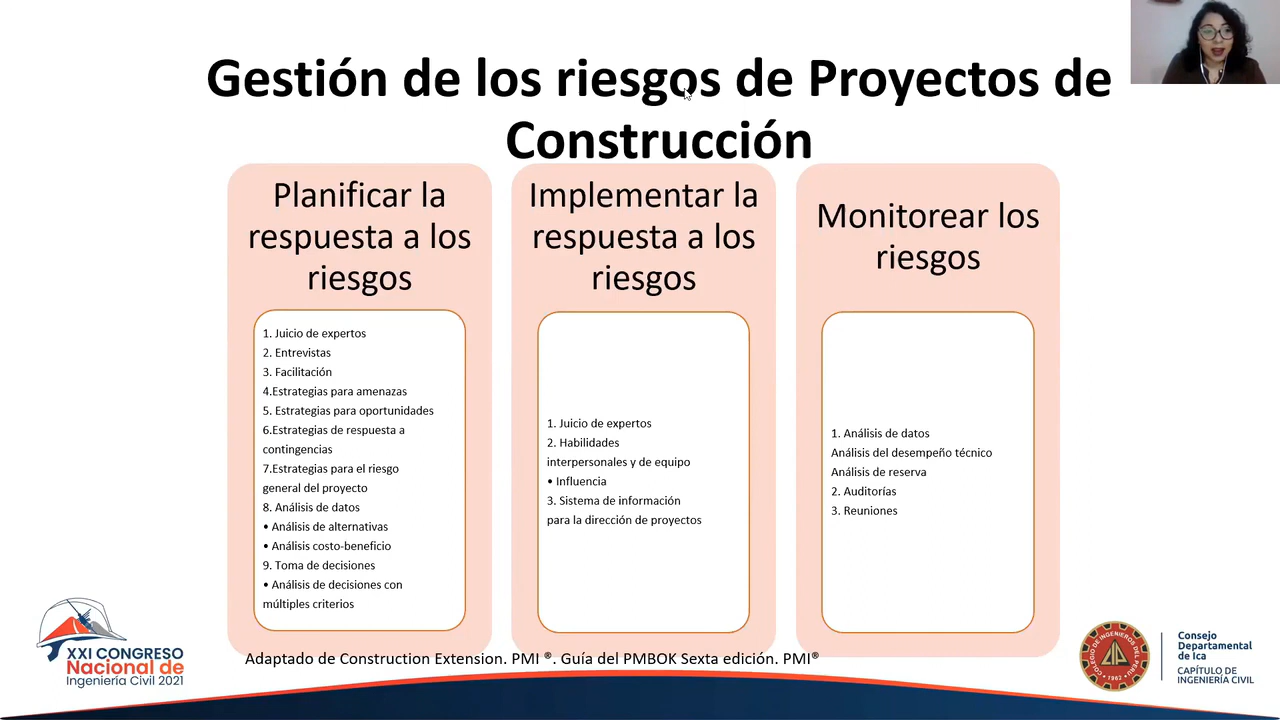 Gestión de los riesgos de Proyectos de
Construcción
Planificar la
respuesta a los
riesgos
1. Juicio de expertos
2. Entrevistas
3. Facilitación
4.Estrategias para amenazas
5. Estrategias para oportunidades
6.Estrategias de respuesta a
contingencias
7.Estrategias para el riesgo
general del proyecto
8. Análisis de datos
• Análisis de alternativas
• Análisis costo-beneficio
9. Toma de decisiones
• Análisis de decisiones con
múltiples criterios
Implementar la
respuesta a los
riesgos
1. Juicio de expertos
2. Habilidades
interpersonales y de equipo
• Influencia
3. Sistema de información
para la dirección de proyectos
Monitorear los
riesgos
1. Análisis de datos
Análisis del desempeño técnico
Análisis de reserva
2. Auditorías
3. Reuniones
Adaptado de Construction Extension. PMI ®. Guía del PMBOK Sexta edición. PMI®
XXI CONGRESO
Nacional de
Ingeniería Civil 2021
COLEGIO DE INGENIEROS DEL PERU
1962
Consejo
Departamental
de Ica
CAPÍTULO DE
INGENIERÍA CIVIL